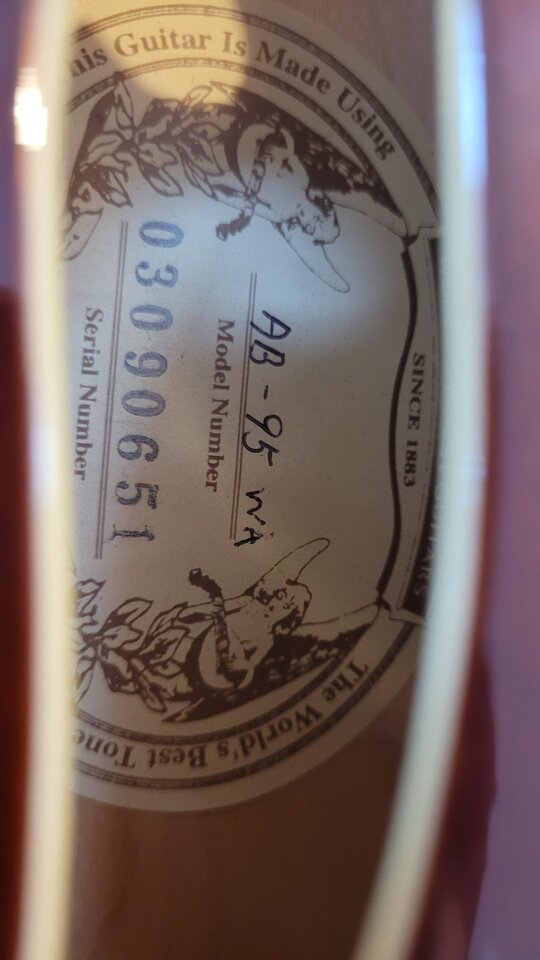 his Guitar Is Made Using
The World's Best Tone
SINCE 1883
AB-95 WA
Model Number
03090651
Serial Number